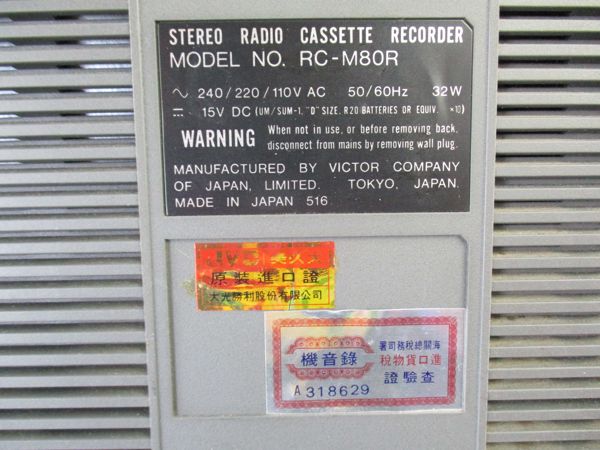 STEREO RADIO CASSETTE RECORDER
MODEL NO. RC-M80R
～ 240/220/110V AC 50/60Hz 32W
⎓ 15V DC (UM/SUM-1, "D" SIZE, R20 BATTERIES OR EQUIV. ×10)
WARNING When not in use, or before removing back, disconnect from mains by removing wall plug.
MANUFACTURED BY VICTOR COMPANY
OF JAPAN, LIMITED. TOKYO, JAPAN.
MADE IN JAPAN 516
原裝進口證
大光勝利股份有限公司
署司務稅總關海
稅物貨口進
證驗查
機音錄
A 318629